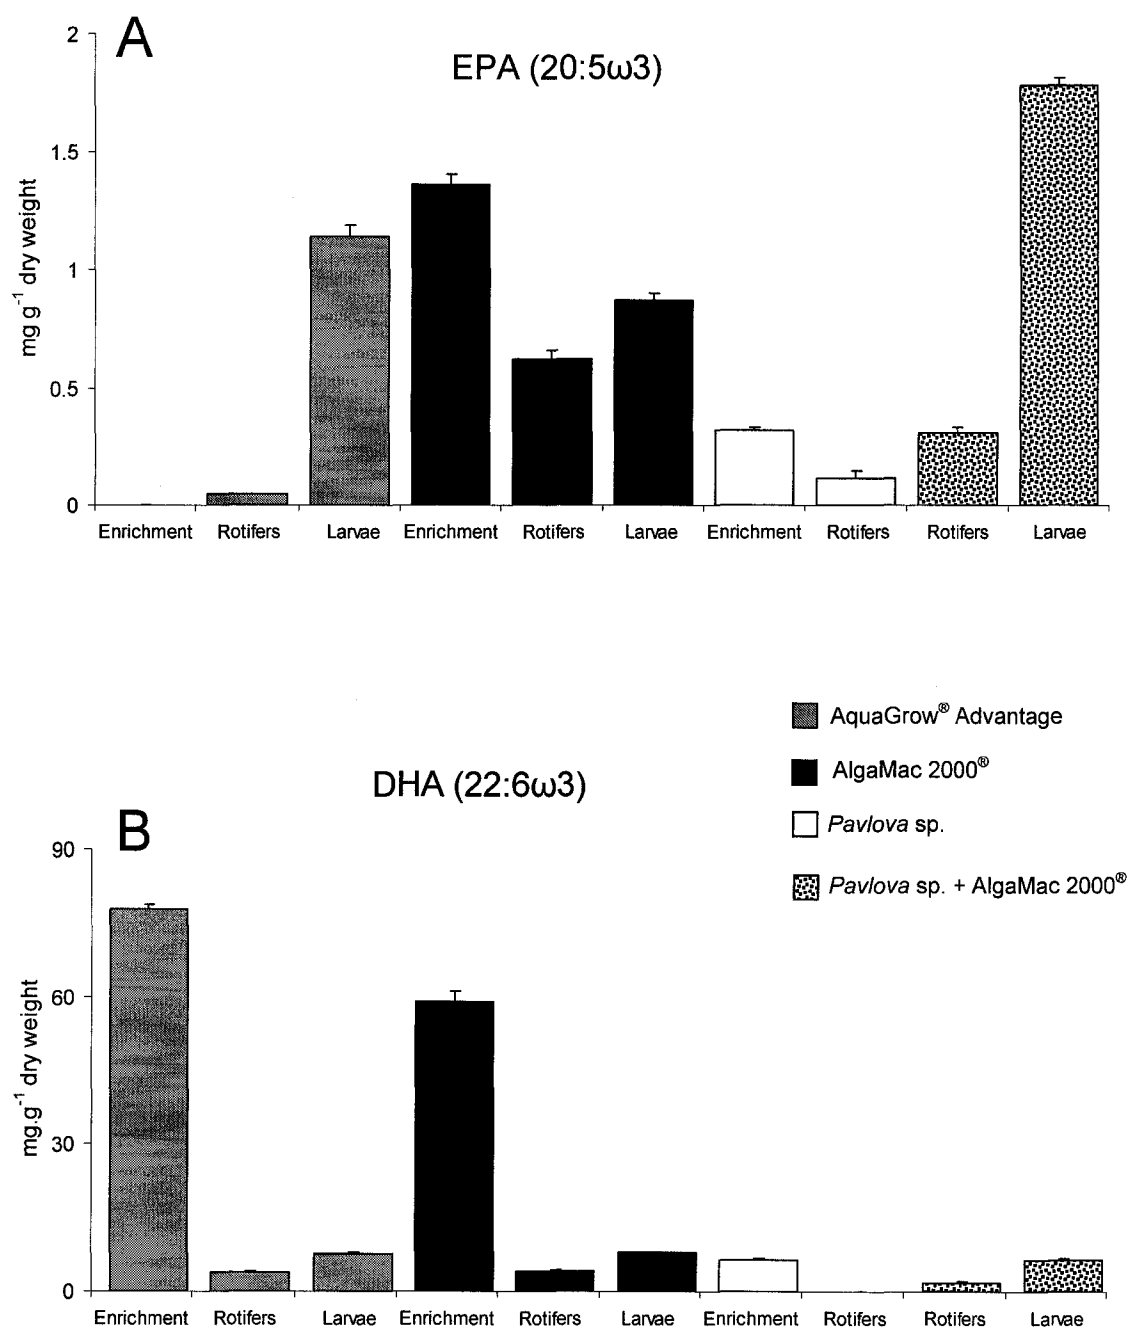 A
EPA (20:5ω3)
mg g⁻¹ dry weight
2
1.5
1
0.5
0
Enrichment Rotifers Larvae Enrichment Rotifers Larvae Enrichment Rotifers Rotifers Larvae
AquaGrow® Advantage
AlgaMac 2000®
Pavlova sp.
Pavlova sp. + AlgaMac 2000®
DHA (22:6ω3)
B
mg.g⁻¹ dry weight
90
60
30
0
Enrichment Rotifers Larvae Enrichment Rotifers Larvae Enrichment Rotifers Rotifers Larvae